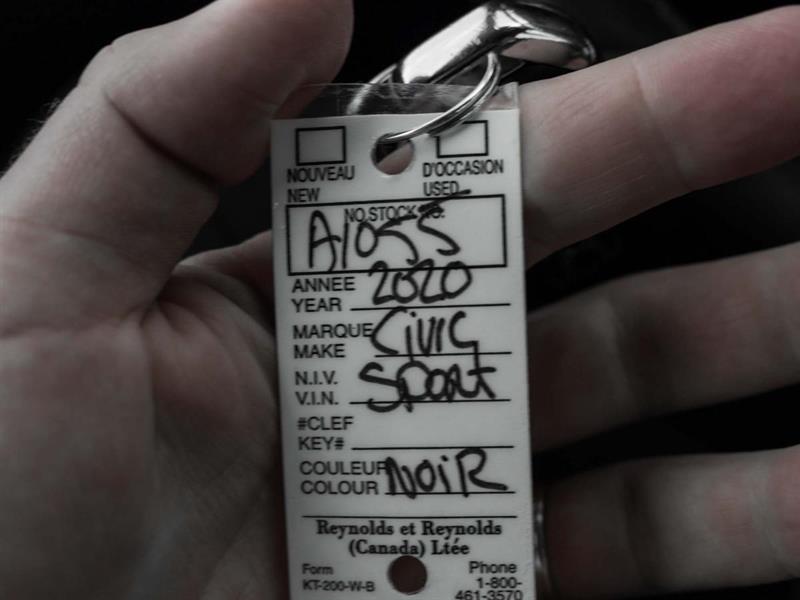 NOUVEAU D'OCCASION
NEW USED
NO.STOCK NO.
A1055
ANNEE
YEAR 2020
MARQUE
MAKE Civic
N.I.V.
V.I.N. SPORT
#CLEF
KEY#
COULEUR
COLOUR NOIR
Reynolds et Reynolds
(Canada) Ltée
Form Phone
KT-200-W-B 1-800-
461-3570